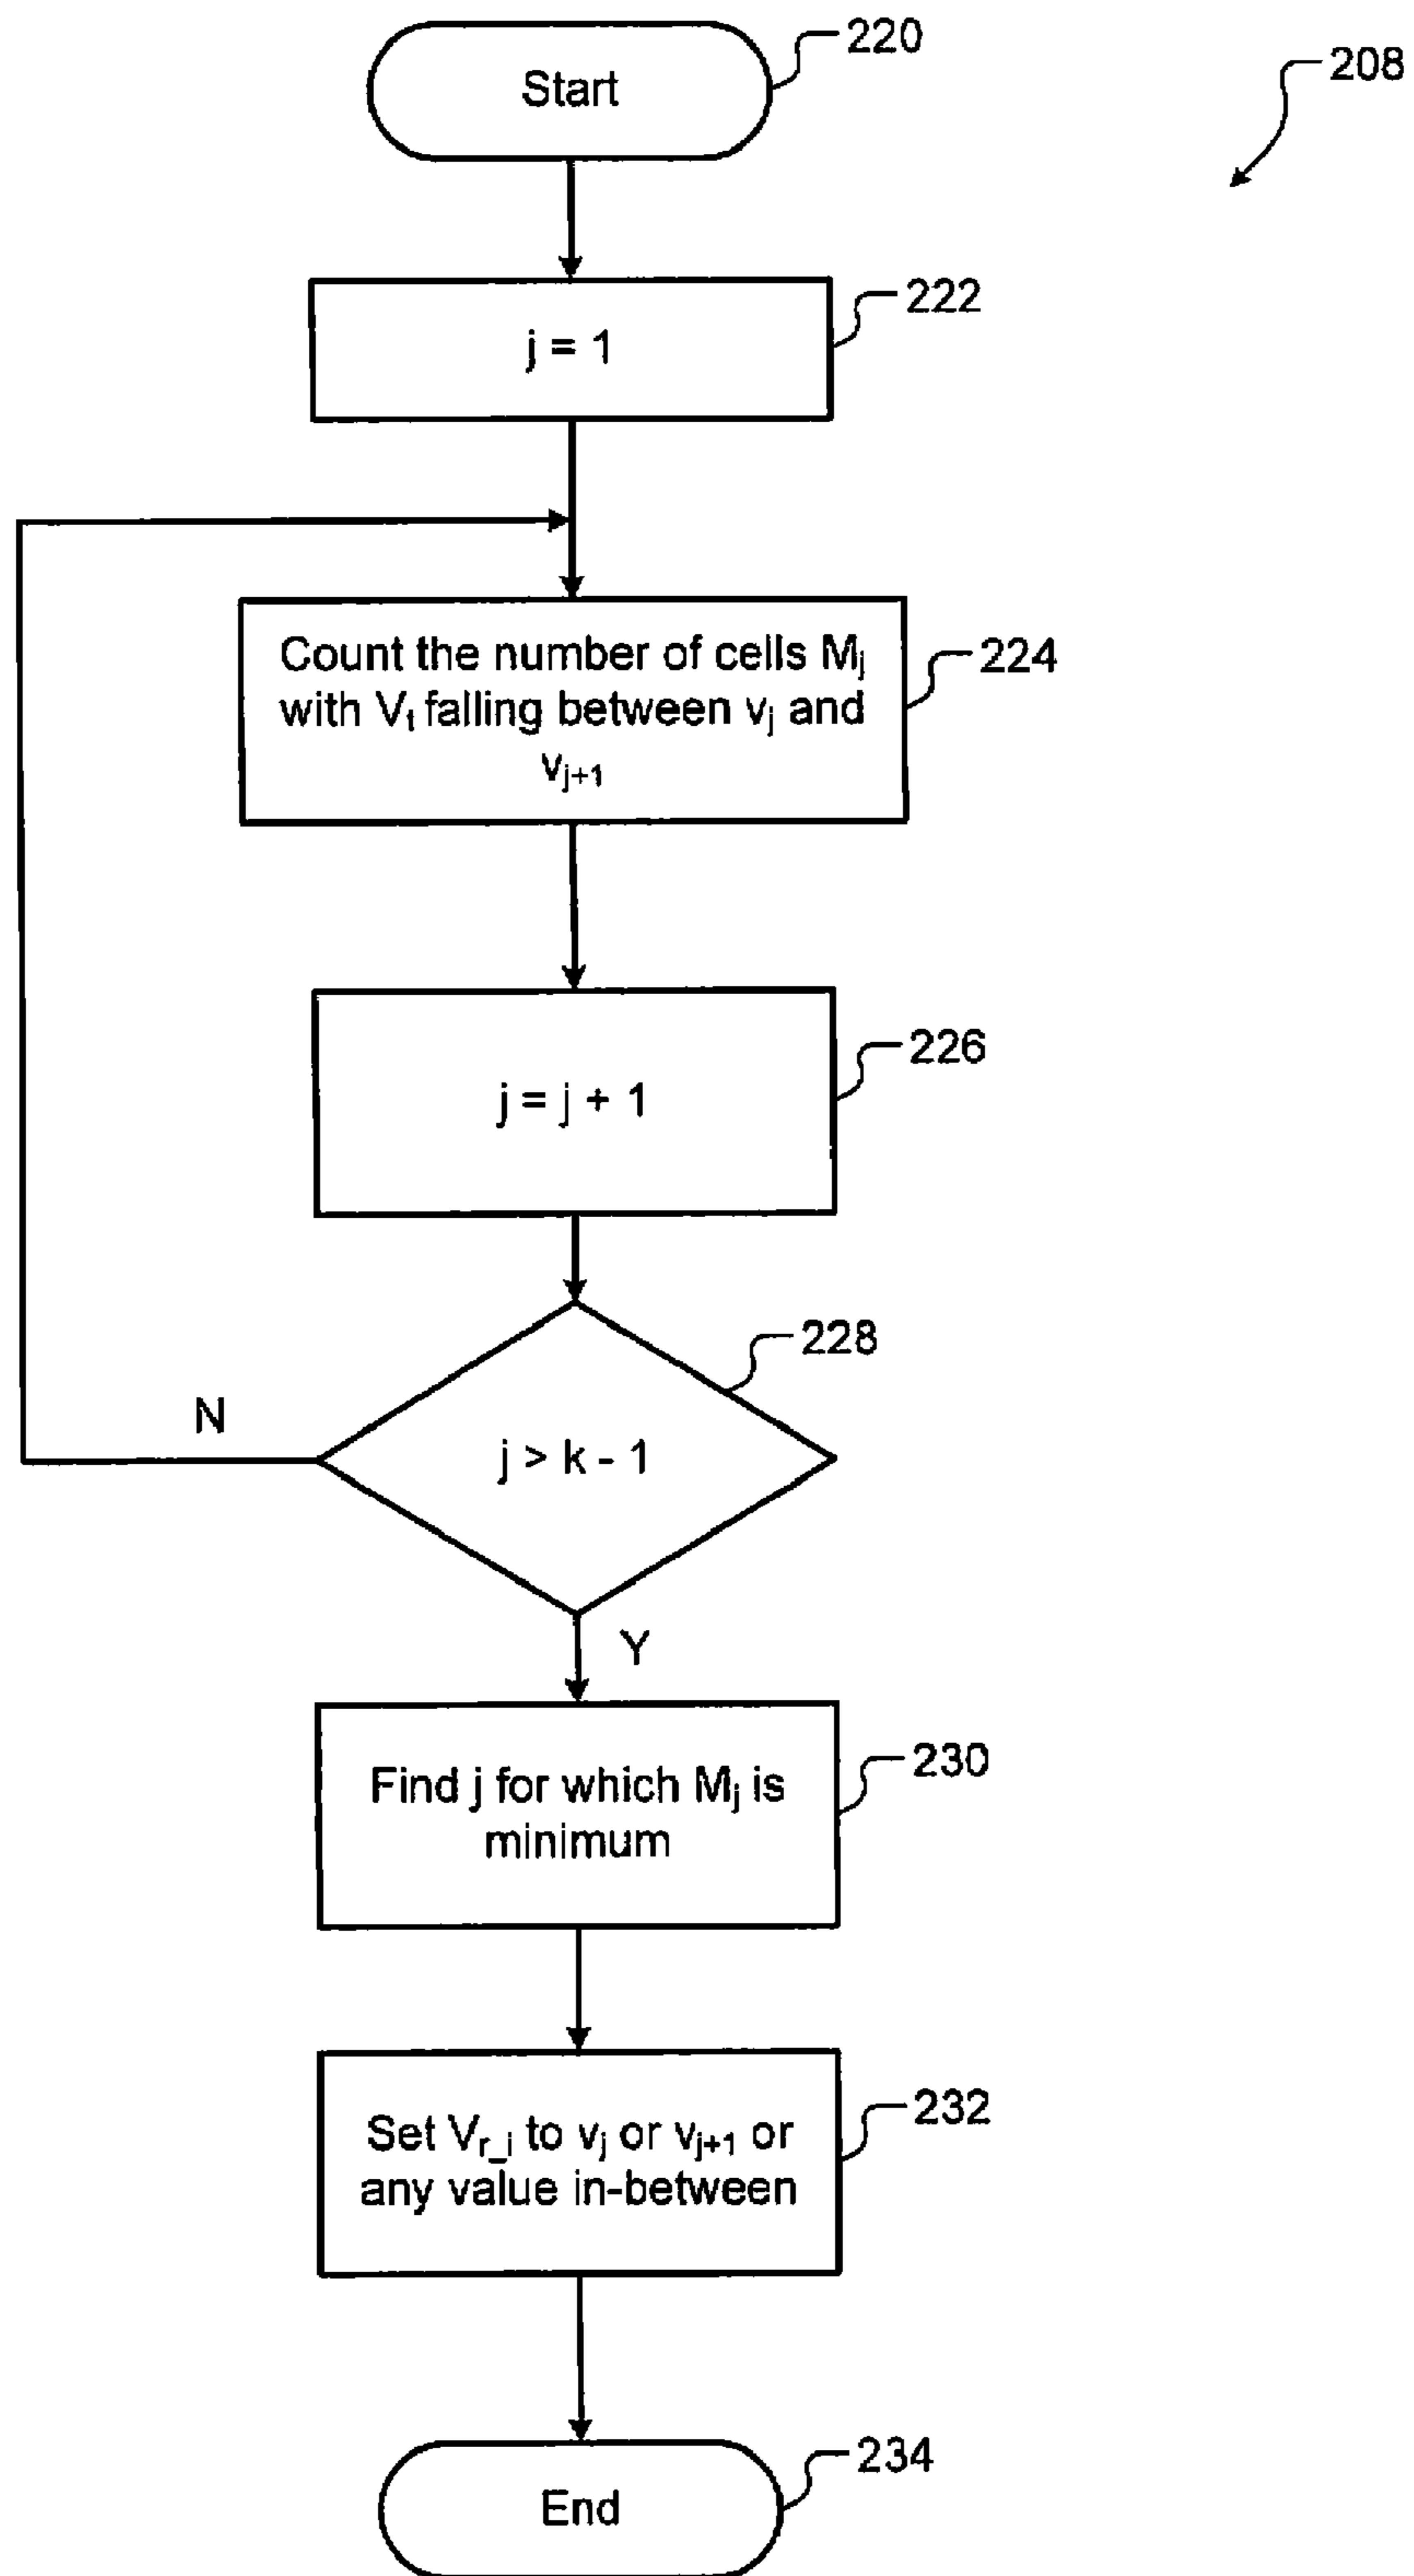 220
208
Start
222
j = 1
Count the number of cells Mj
with Vt falling between vj and
vj+1
224
226
j = j + 1
228
N
j > k - 1
Y
230
Find j for which Mj is
minimum
232
Set Vr_i to vj or vj+1 or
any value in-between
234
End